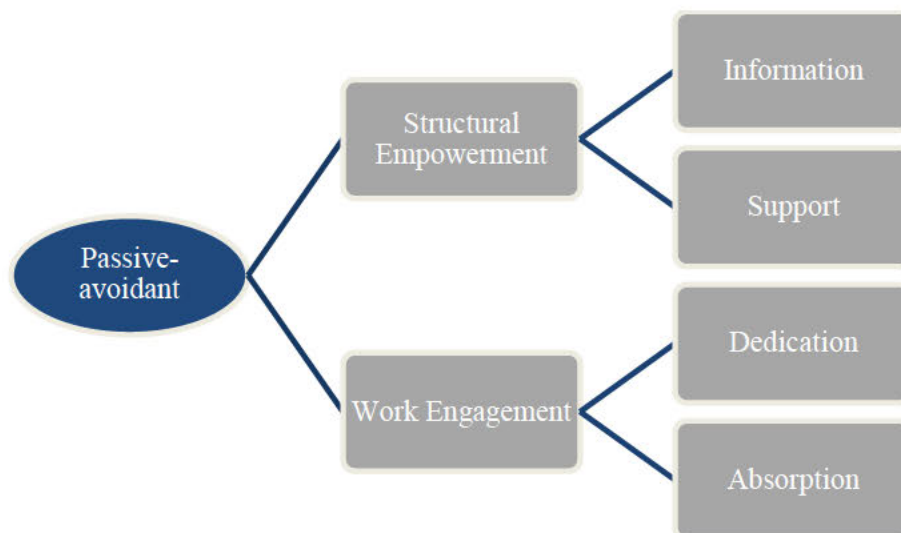 Passive-
avoidant
Structural
Empowerment
Information
Support
Work Engagement
Dedication
Absorption